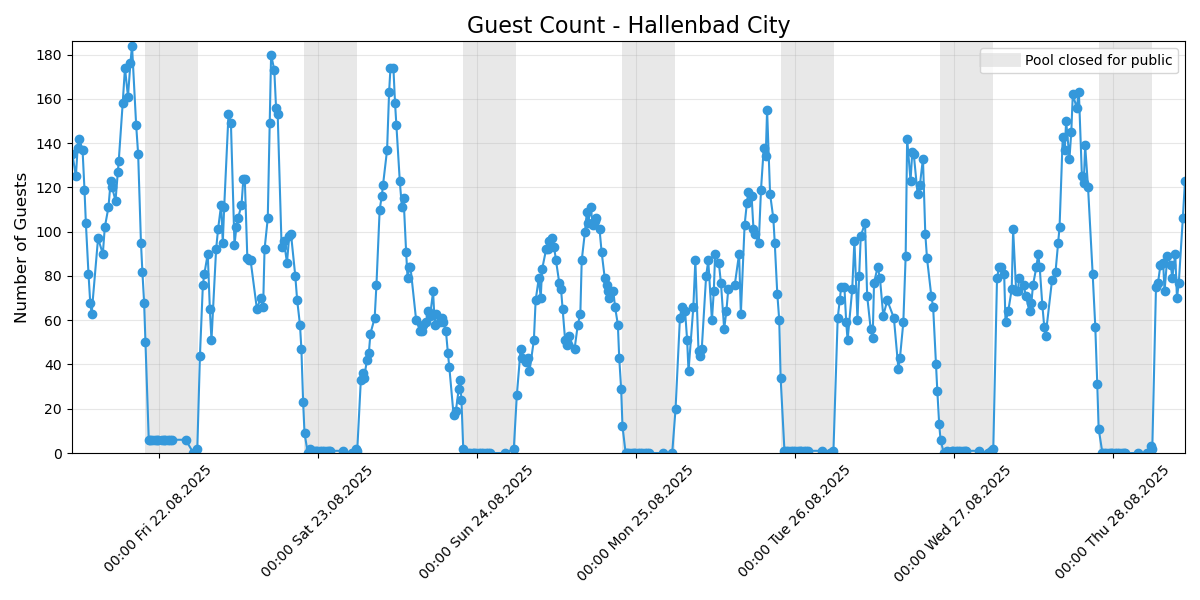 Guest Count - Hallenbad City
Pool closed for public
Number of Guests
180
160
140
120
100
80
60
40
20
0
00:00 Fri 22.08.2025
00:00 Sat 23.08.2025
00:00 Sun 24.08.2025
00:00 Mon 25.08.2025
00:00 Tue 26.08.2025
00:00 Wed 27.08.2025
00:00 Thu 28.08.2025